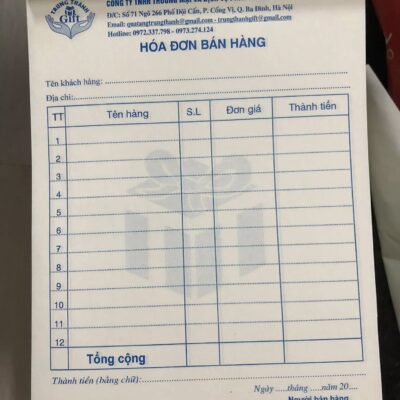 TRUNG THÀNH
Gift
CÔNG TY TNHH THƯƠNG MẠI
Đ/C: Số 71 Ngõ 266 Phố Đội Cấn, P. Cống Vị, Q. Ba Đình, Hà Nội
Email: quatangtrungthanh@gmail.com - trungthanhgift@gmail.com
Hotline: 0972.337.798 - 0973.274.124
HÓA ĐƠN BÁN HÀNG
Tên khách hàng:
Địa chỉ:
TT Tên hàng S.L Đơn giá Thành tiền
1
2
3
4
5
6
7
8
9
10
11
12
Tổng cộng
Thành tiền (bằng chữ):
Ngày.....tháng.....năm 20....
Người bán hàng